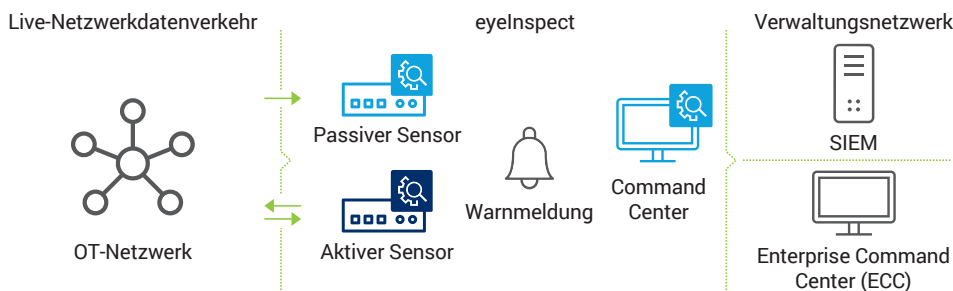 Live-Netzwerkdatenverkehr
eyeInspect
Verwaltungsnetzwerk
Passiver Sensor
SIEM
Warnmeldung
Command
Center
OT-Netzwerk
Aktiver Sensor
Enterprise Command
Center (ECC)